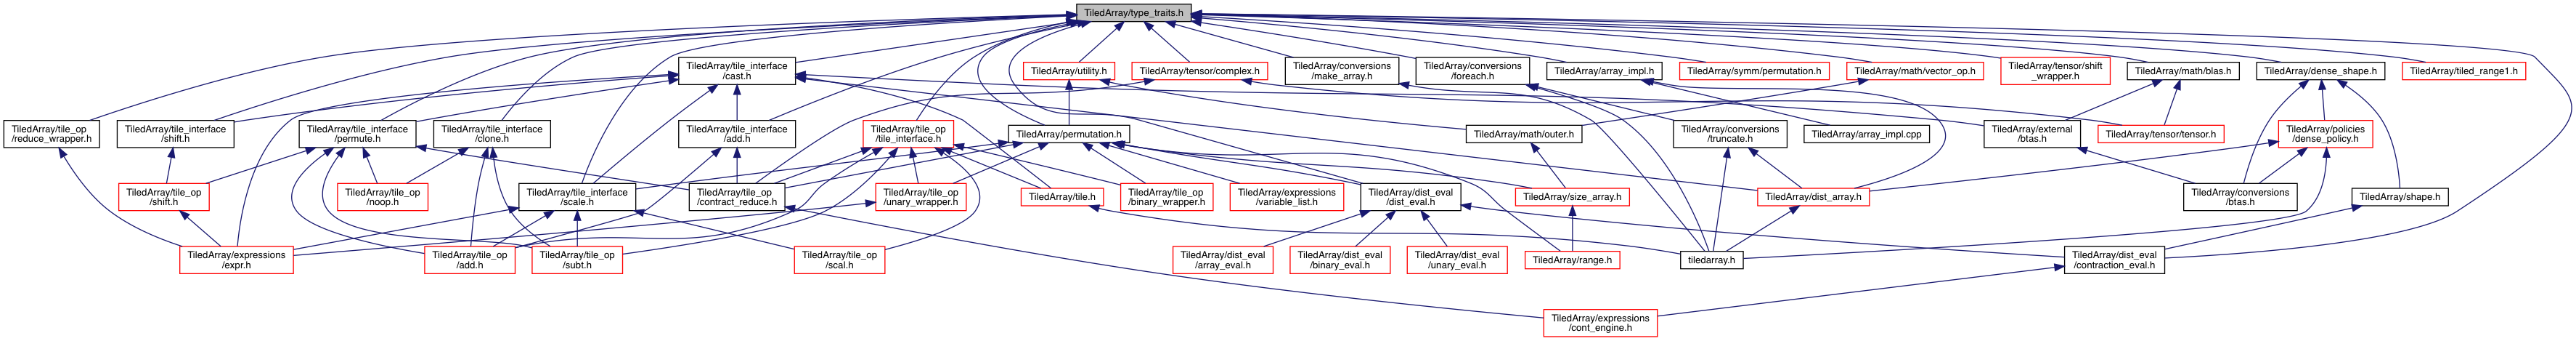 TiledArray/type_traits.h
TiledArray/tile_interface
/cast.h
TiledArray/utility.h
TiledArray/tensor/complex.h
TiledArray/conversions
/make_array.h
TiledArray/conversions
/foreach.h
TiledArray/array_impl.h
TiledArray/symm/permutation.h
TiledArray/math/vector_op.h
TiledArray/tensor/shift
_wrapper.h
TiledArray/math/blas.h
TiledArray/dense_shape.h
TiledArray/tiled_range1.h
TiledArray/tile_op
/reduce_wrapper.h
TiledArray/tile_interface
/shift.h
TiledArray/tile_interface
/permute.h
TiledArray/tile_interface
/clone.h
TiledArray/tile_interface
/add.h
TiledArray/tile_op
/tile_interface.h
TiledArray/permutation.h
TiledArray/math/outer.h
TiledArray/conversions
/truncate.h
TiledArray/array_impl.cpp
TiledArray/external
/btas.h
TiledArray/tensor/tensor.h
TiledArray/policies
/dense_policy.h
TiledArray/tile_op
/shift.h
TiledArray/tile_op
/noop.h
TiledArray/tile_interface
/scale.h
TiledArray/tile_op
/contract_reduce.h
TiledArray/tile_op
/unary_wrapper.h
TiledArray/tile.h
TiledArray/tile_op
/binary_wrapper.h
TiledArray/expressions
/variable_list.h
TiledArray/dist_eval
/dist_eval.h
TiledArray/size_array.h
TiledArray/dist_array.h
TiledArray/conversions
/btas.h
TiledArray/shape.h
TiledArray/expressions
/expr.h
TiledArray/tile_op
/add.h
TiledArray/tile_op
/subt.h
TiledArray/tile_op
/scal.h
TiledArray/dist_eval
/array_eval.h
TiledArray/dist_eval
/binary_eval.h
TiledArray/dist_eval
/unary_eval.h
TiledArray/range.h
tiledarray.h
TiledArray/dist_eval
/contraction_eval.h
TiledArray/expressions
/cont_engine.h